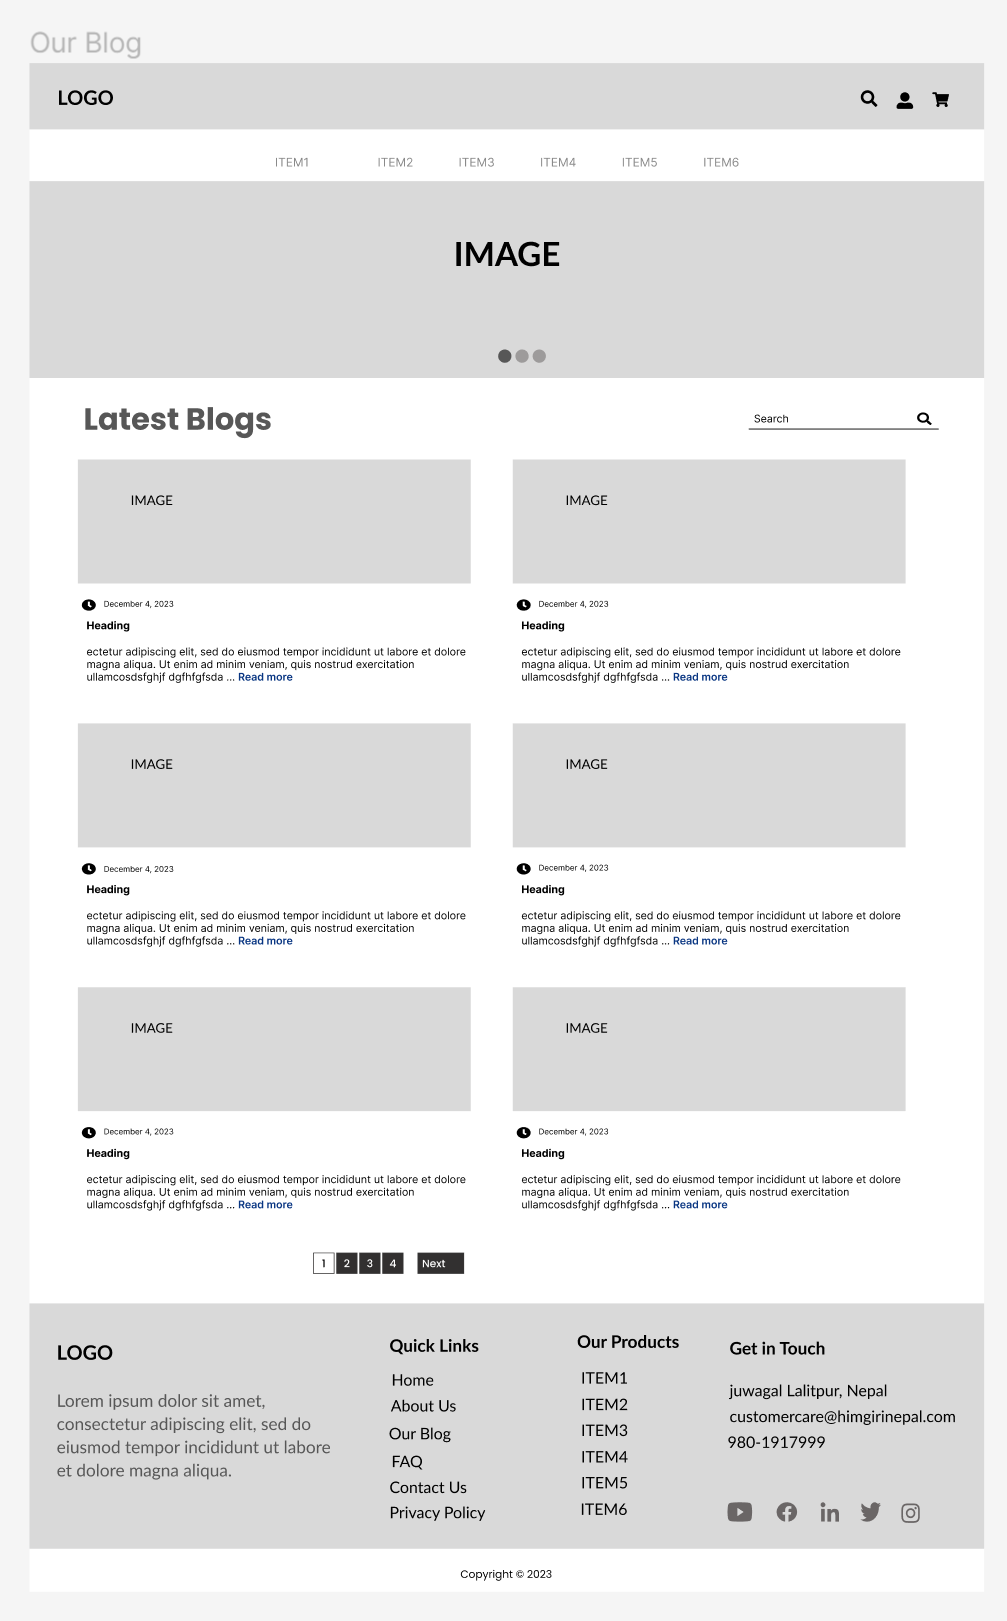 Our Blog
LOGO
ITEM1 ITEM2 ITEM3 ITEM4 ITEM5 ITEM6
IMAGE
Latest Blogs
Search
IMAGE
December 4, 2023
Heading
ectetur adipiscing elit, sed do eiusmod tempor incididunt ut labore et dolore
magna aliqua. Ut enim ad minim veniam, quis nostrud exercitation
ullamcosdsfghjf dgfhfgfsda ... Read more
IMAGE
December 4, 2023
Heading
ectetur adipiscing elit, sed do eiusmod tempor incididunt ut labore et dolore
magna aliqua. Ut enim ad minim veniam, quis nostrud exercitation
ullamcosdsfghjf dgfhfgfsda ... Read more
IMAGE
December 4, 2023
Heading
ectetur adipiscing elit, sed do eiusmod tempor incididunt ut labore et dolore
magna aliqua. Ut enim ad minim veniam, quis nostrud exercitation
ullamcosdsfghjf dgfhfgfsda ... Read more
IMAGE
December 4, 2023
Heading
ectetur adipiscing elit, sed do eiusmod tempor incididunt ut labore et dolore
magna aliqua. Ut enim ad minim veniam, quis nostrud exercitation
ullamcosdsfghjf dgfhfgfsda ... Read more
IMAGE
December 4, 2023
Heading
ectetur adipiscing elit, sed do eiusmod tempor incididunt ut labore et dolore
magna aliqua. Ut enim ad minim veniam, quis nostrud exercitation
ullamcosdsfghjf dgfhfgfsda ... Read more
IMAGE
December 4, 2023
Heading
ectetur adipiscing elit, sed do eiusmod tempor incididunt ut labore et dolore
magna aliqua. Ut enim ad minim veniam, quis nostrud exercitation
ullamcosdsfghjf dgfhfgfsda ... Read more
1 2 3 4 Next
LOGO
Lorem ipsum dolor sit amet,
consectetur adipiscing elit, sed do
eiusmod tempor incididunt ut labore
et dolore magna aliqua.
Quick Links
Home
About Us
Our Blog
FAQ
Contact Us
Privacy Policy
Our Products
ITEM1
ITEM2
ITEM3
ITEM4
ITEM5
ITEM6
Get in Touch
juwagal Lalitpur, Nepal
customercare@himgirinepal.com
980-1917999
Copyright © 2023